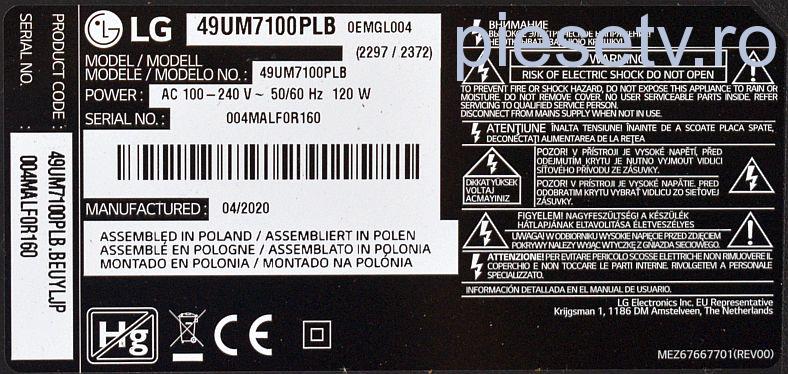 PRODUCT CODE :
SERIAL NO. :
49UM7100PLB.BEUYLJP
004MALF0R160
LG
49UM7100PLB 0EMGL004
(2297 / 2372)
MODEL / MODELL
MODÈLE / MODELO NO. : 49UM7100PLB
POWER : AC 100–240 V ~ 50/60 Hz 120 W
SERIAL NO. : 004MALF0R160
MANUFACTURED : 04/2020
ASSEMBLED IN POLAND / ASSEMBLIERT IN POLEN
ASSEMBLÉ EN POLOGNE / ASSEMBLATO IN POLONIA
MONTADO EN POLONIA / MONTADO NA POLÓNIA
Hg
CE
piesetv.ro
ВНИМАНИЕ
WARNING
RISK OF ELECTRIC SHOCK DO NOT OPEN
TO PREVENT FIRE OR SHOCK HAZARD, DO NOT EXPOSE THIS APPLIANCE TO RAIN OR
MOISTURE. DO NOT REMOVE COVER. NO USER SERVICEABLE PARTS INSIDE. REFER
SERVICING TO QUALIFIED SERVICE PERSON.
DISCONNECT FROM MAINS SUPPLY WHEN NOT IN USE.
ATENŢIUNE ÎNALTA TENSIUNE! ÎNAINTE DE A SCOATE PLACA SPATE,
DECONECTAŢI ALIMENTAREA DE LA REŢEA
DIKKAT YÜKSEK
VOLTAJ
AÇMAYINIZ
POZOR! V PŘÍSTROJI JE VYSOKÉ NAPĚTÍ, PŘED
ODEJMUTÍM KRYTU JE NUTNO VYJMOUT VIDLICI
SÍŤOVÉHO PŘÍVODU ZE ZÁSUVKY.
POZOR! V PRÍSTROJI JE VYSOKÉ NAPÄTIE. PRED
ODOBRATÍM KRYTU VYBRAŤ VIDLICU ZO SIEŤOVEJ
ZÁSUVKY.
FIGYELEM! NAGYFESZÜLTSÉG A KÉSZÜLÉK
HÁTLAPJÁNAK ELTÁVOLÍTÁSA ÉLETVESZÉLYES
UWAGA! W ODBIORNIKU WYSOKIE NAPIĘCIE PRZED ZDJĘCIEM
POKRYWY NALEŻY WYJĄĆ WTYCZKĘ Z GNIAZDA SIECIOWEGO.
ATTENZIONE! PER EVITARE PERICOLO SCOSSE ELETTRICHE NON RIMUOVERE IL
COPERCHIO E NON TOCCARE LE PARTI INTERNE. RIVOLGETEVI A PERSONALE
SPECIALIZZATO.
INFORMACIÓN DETALLADA EN EL MANUAL DE USUARIO.
LG Electronics Inc. EU Representative
Krijgsman 1, 1186 DM Amstelveen, The Netherlands
MEZ67667701(REV00)